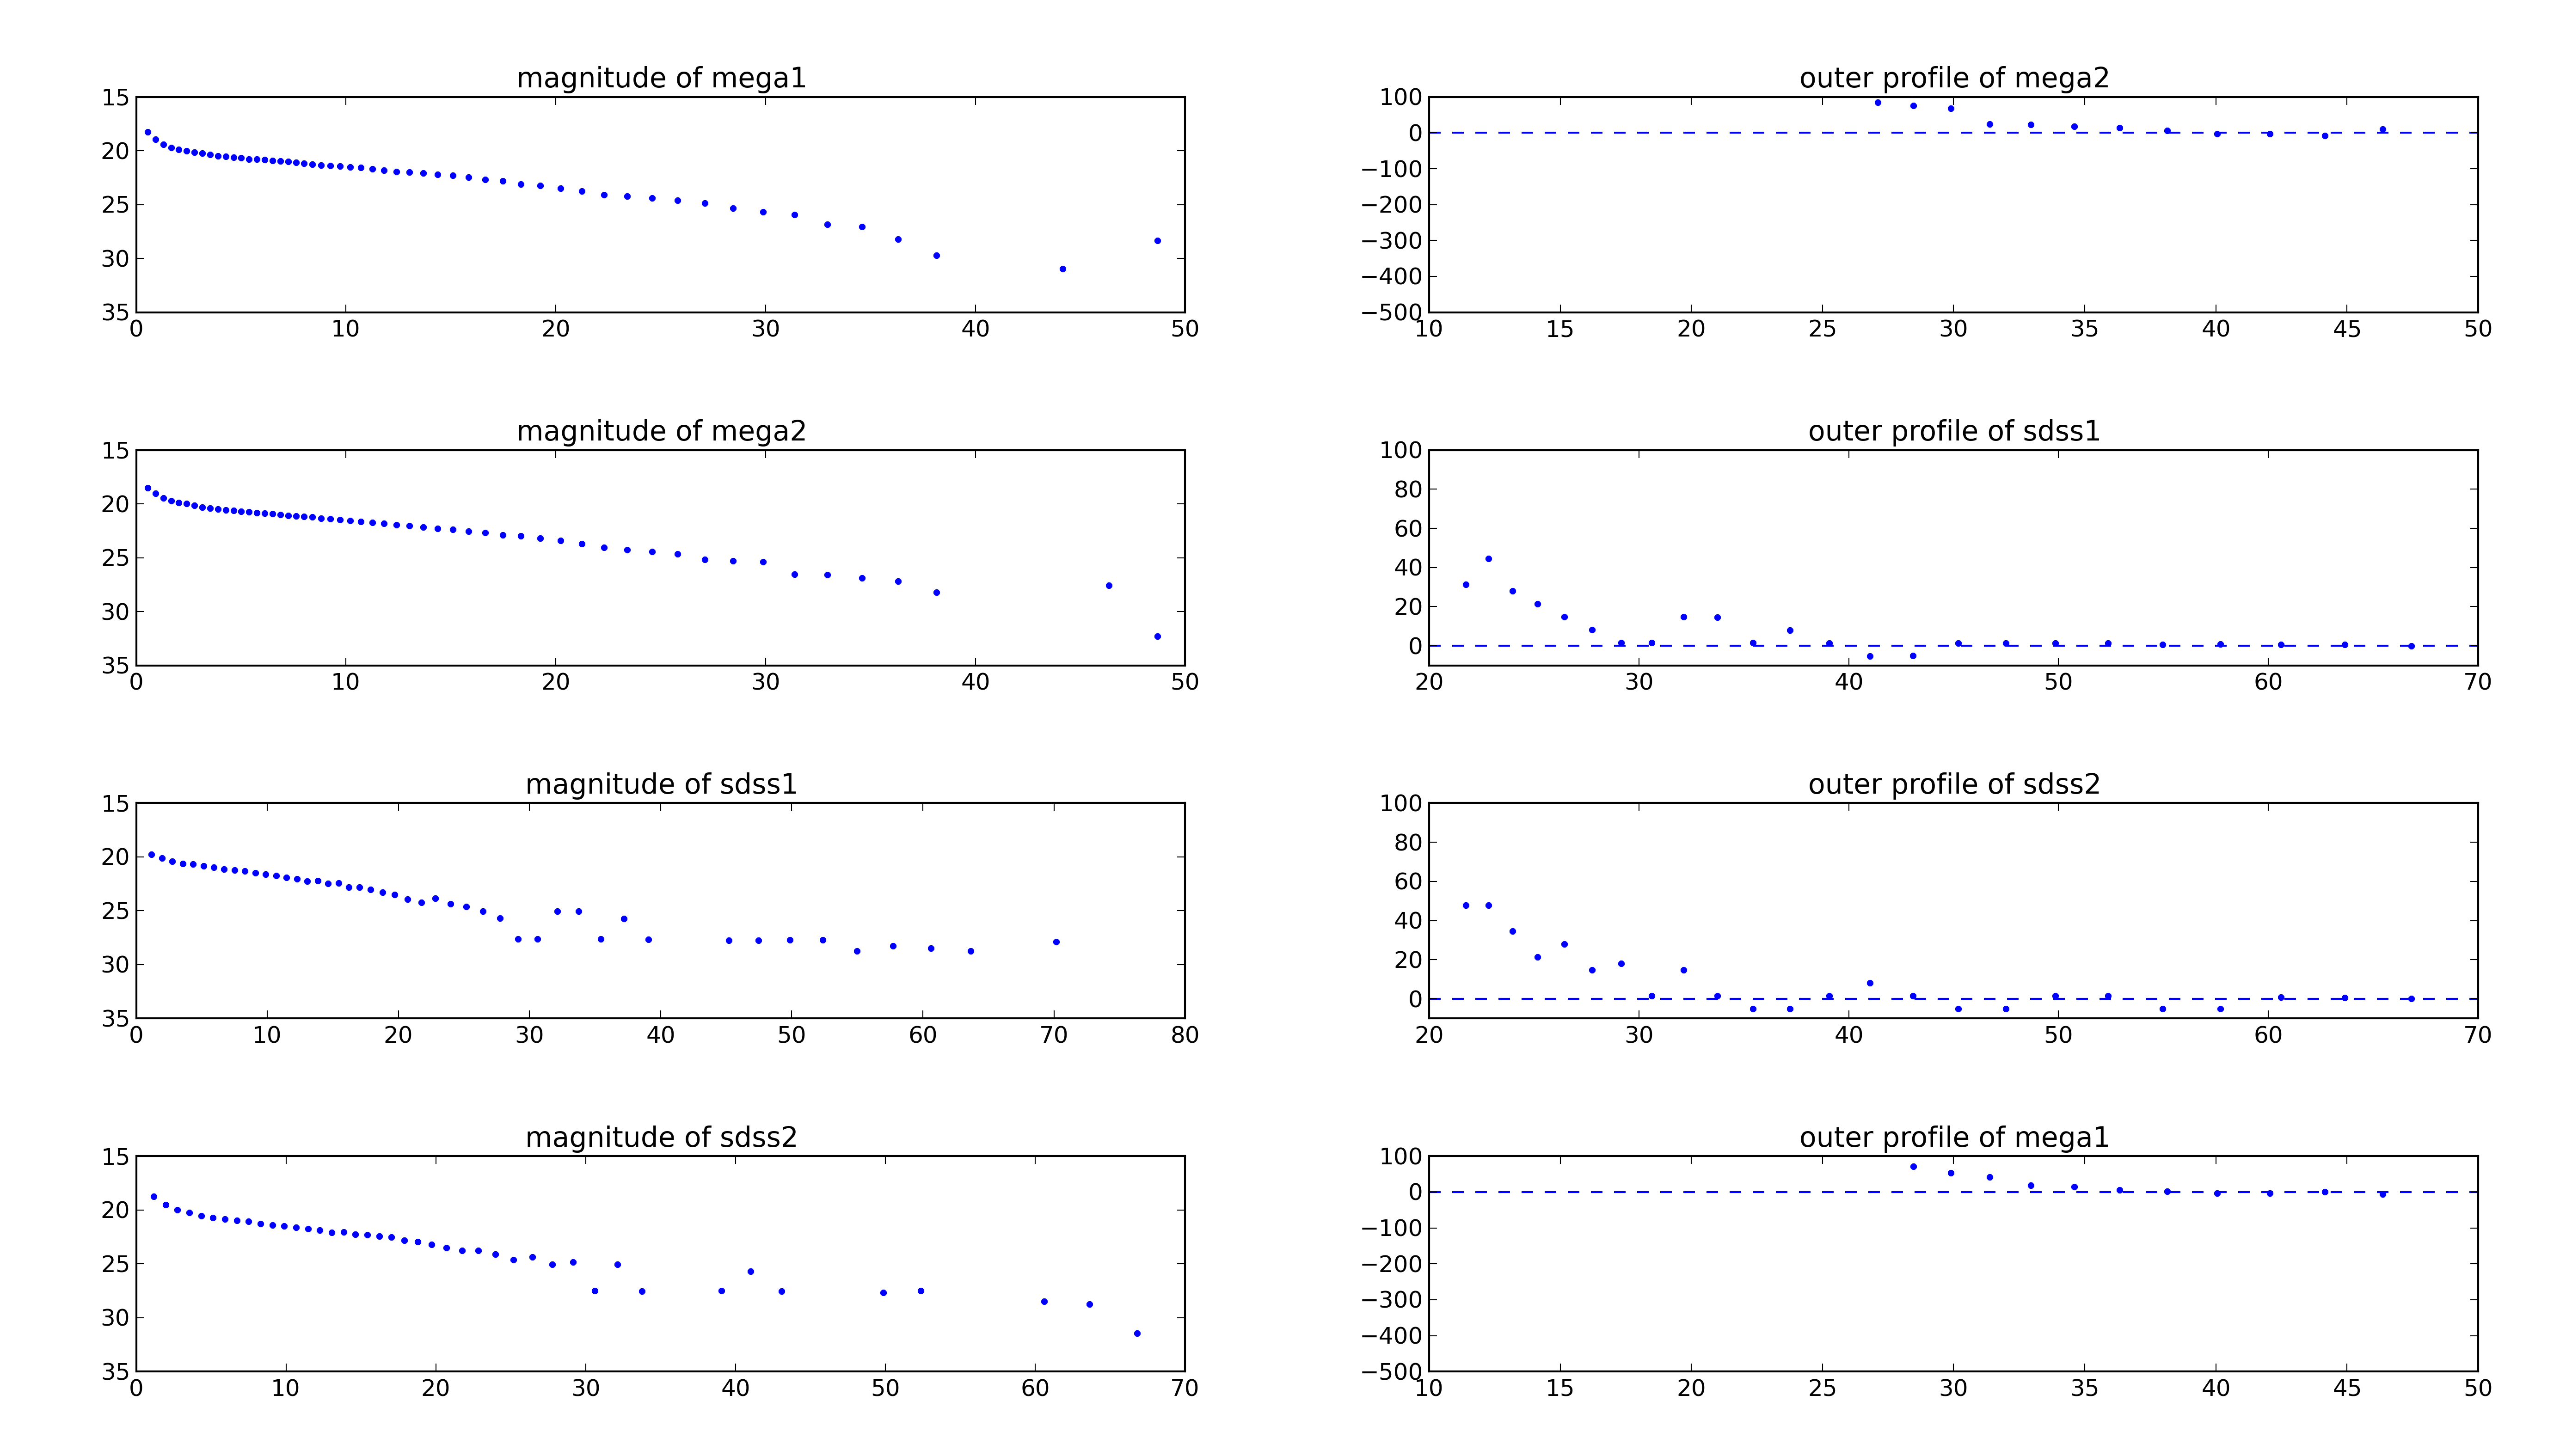 magnitude of mega1
15
20
25
30
35
0 10 20 30 40 50
outer profile of mega2
100
0
−100
−200
−300
−400
−500
10 15 20 25 30 35 40 45 50
magnitude of mega2
15
20
25
30
35
0 10 20 30 40 50
outer profile of sdss1
100
80
60
40
20
0
20 30 40 50 60 70
magnitude of sdss1
15
20
25
30
35
0 10 20 30 40 50 60 70 80
outer profile of sdss2
100
80
60
40
20
0
20 30 40 50 60 70
magnitude of sdss2
15
20
25
30
35
0 10 20 30 40 50 60 70
outer profile of mega1
100
0
−100
−200
−300
−400
−500
10 15 20 25 30 35 40 45 50